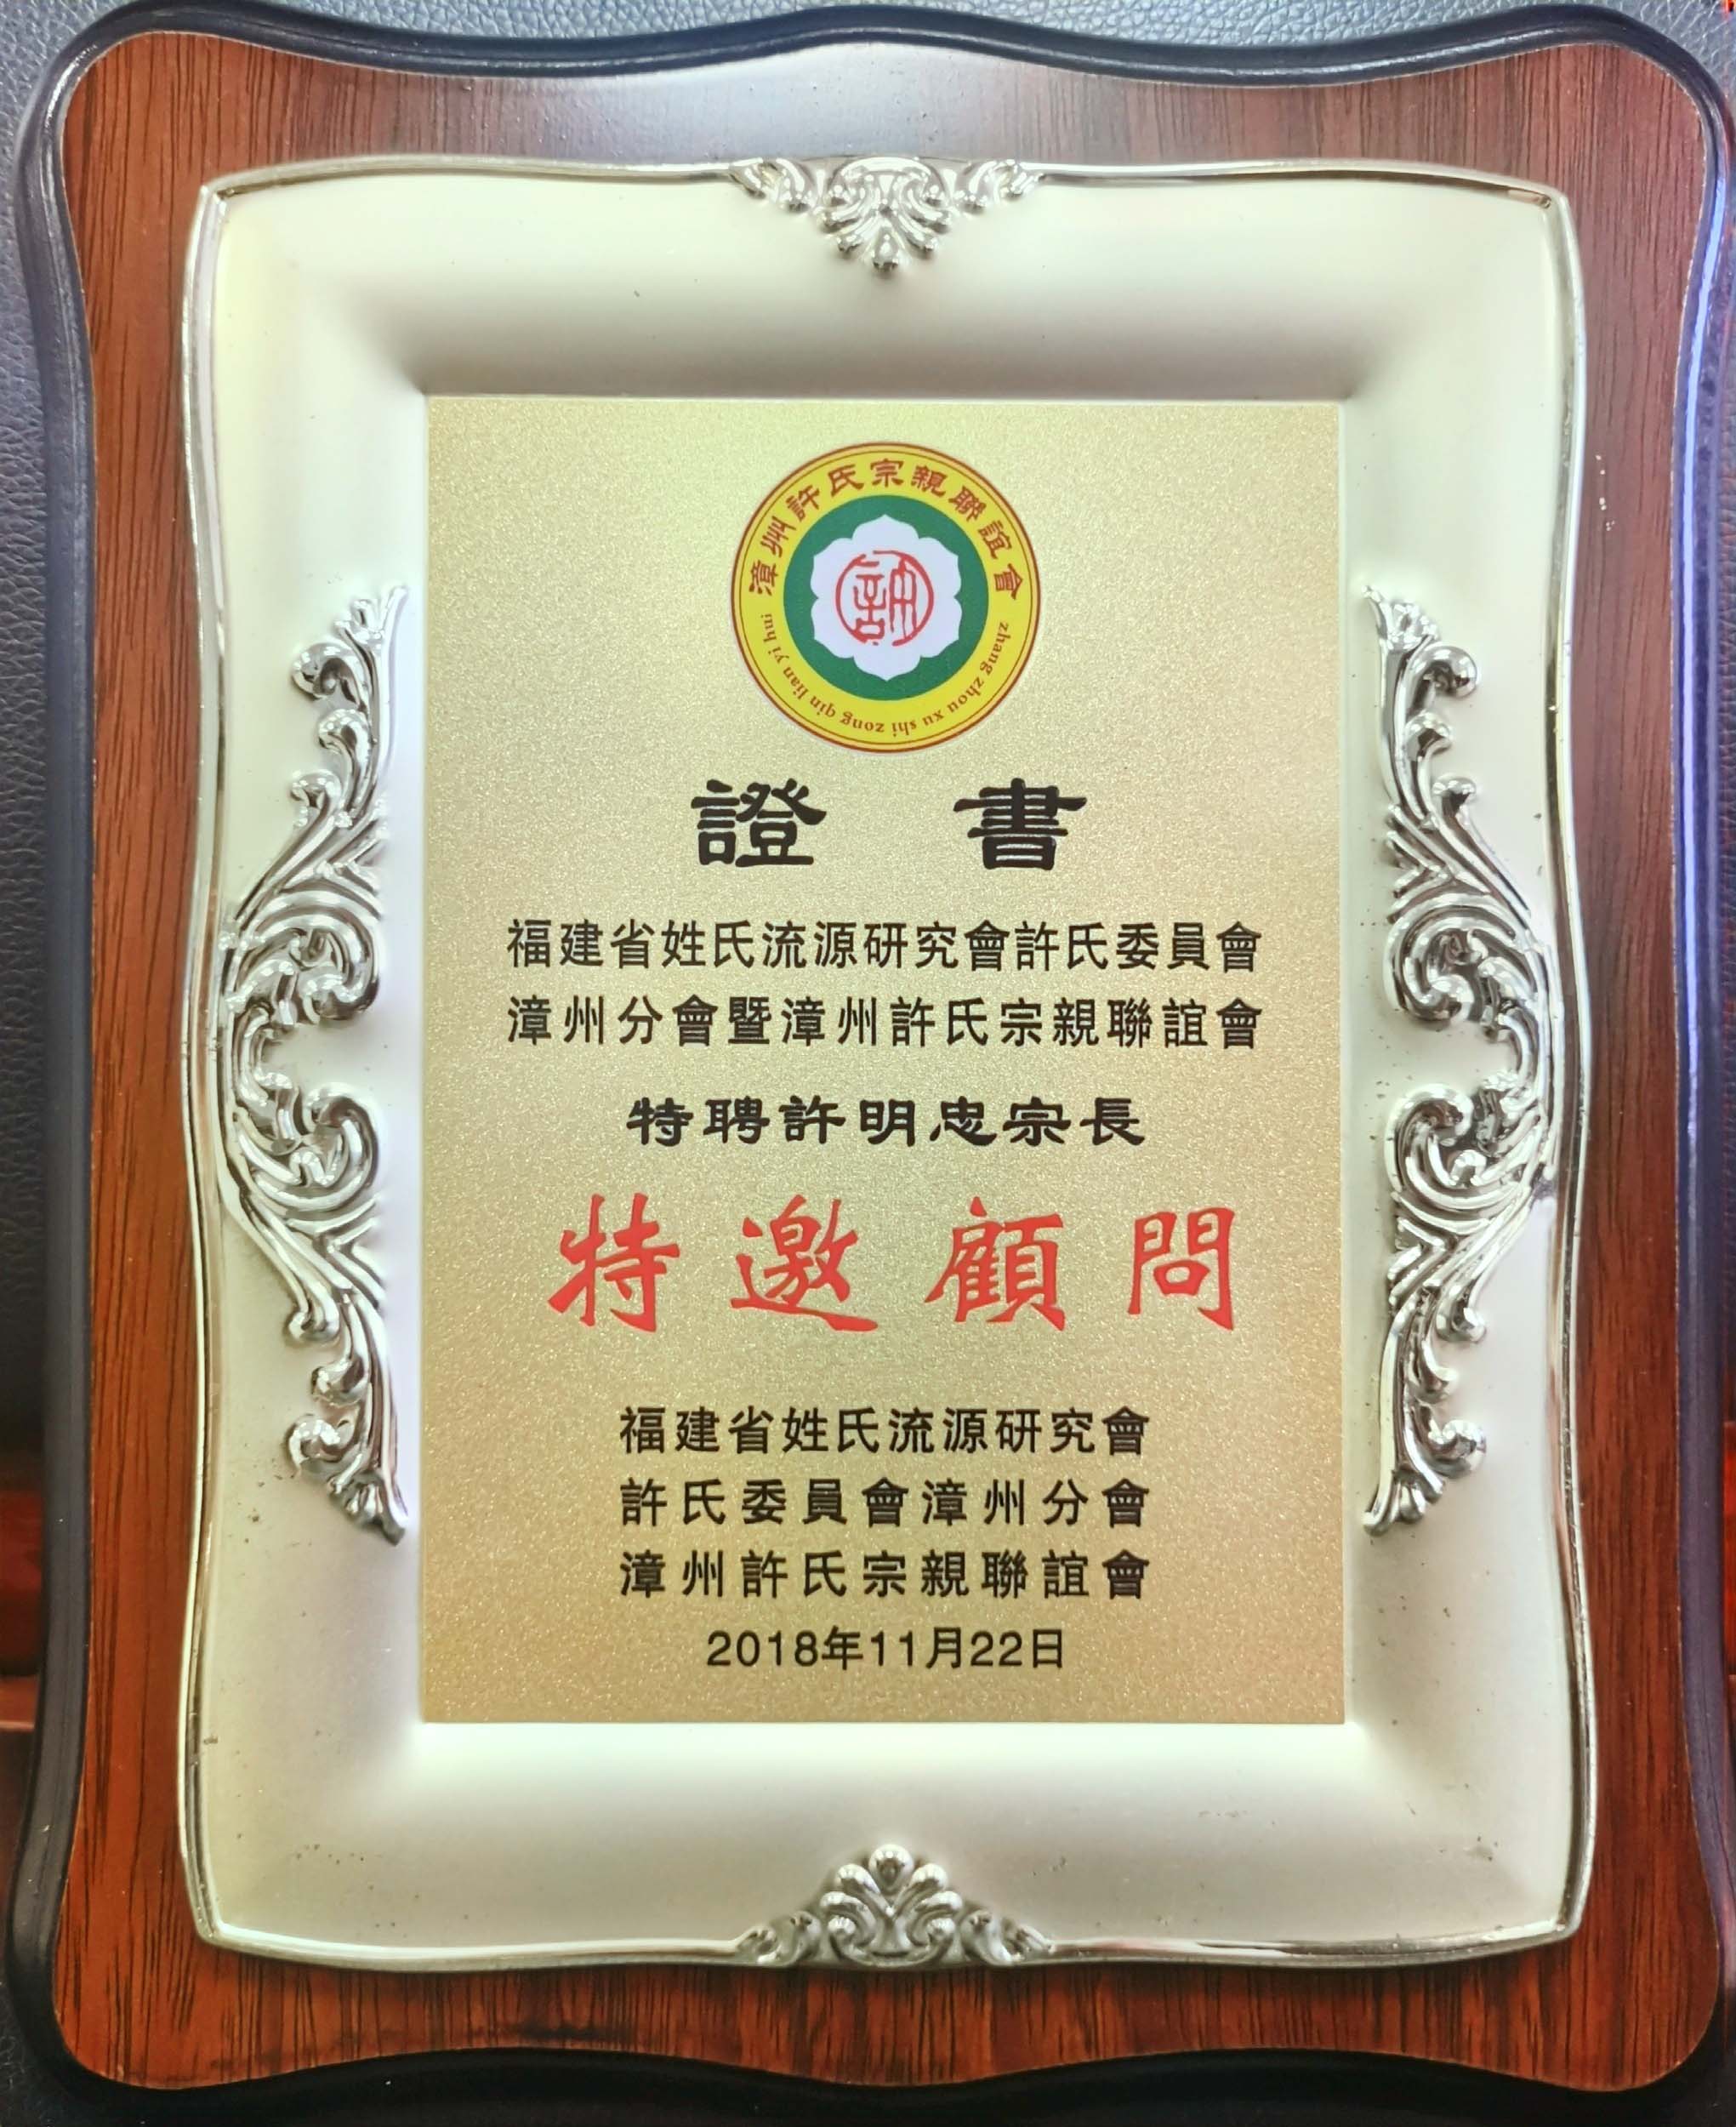 漳州許氏宗親聯誼會
zhang zhou xu shi zong qin lian yi hui
許
證 書
福建省姓氏流源研究會許氏委員會
漳州分會暨漳州許氏宗親聯誼會
特聘許明忠宗長
特邀顧問
福建省姓氏流源研究會
許氏委員會漳州分會
漳州許氏宗親聯誼會
2018年11月22日